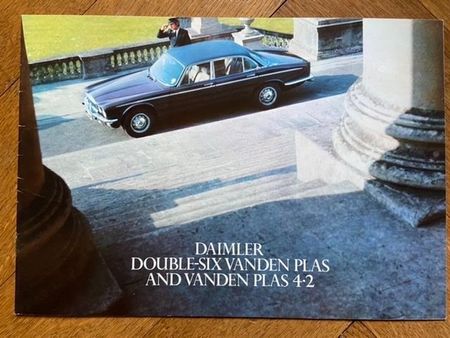 DAIMLER
DOUBLE-SIX VANDEN PLAS
AND VANDEN PLAS 4·2